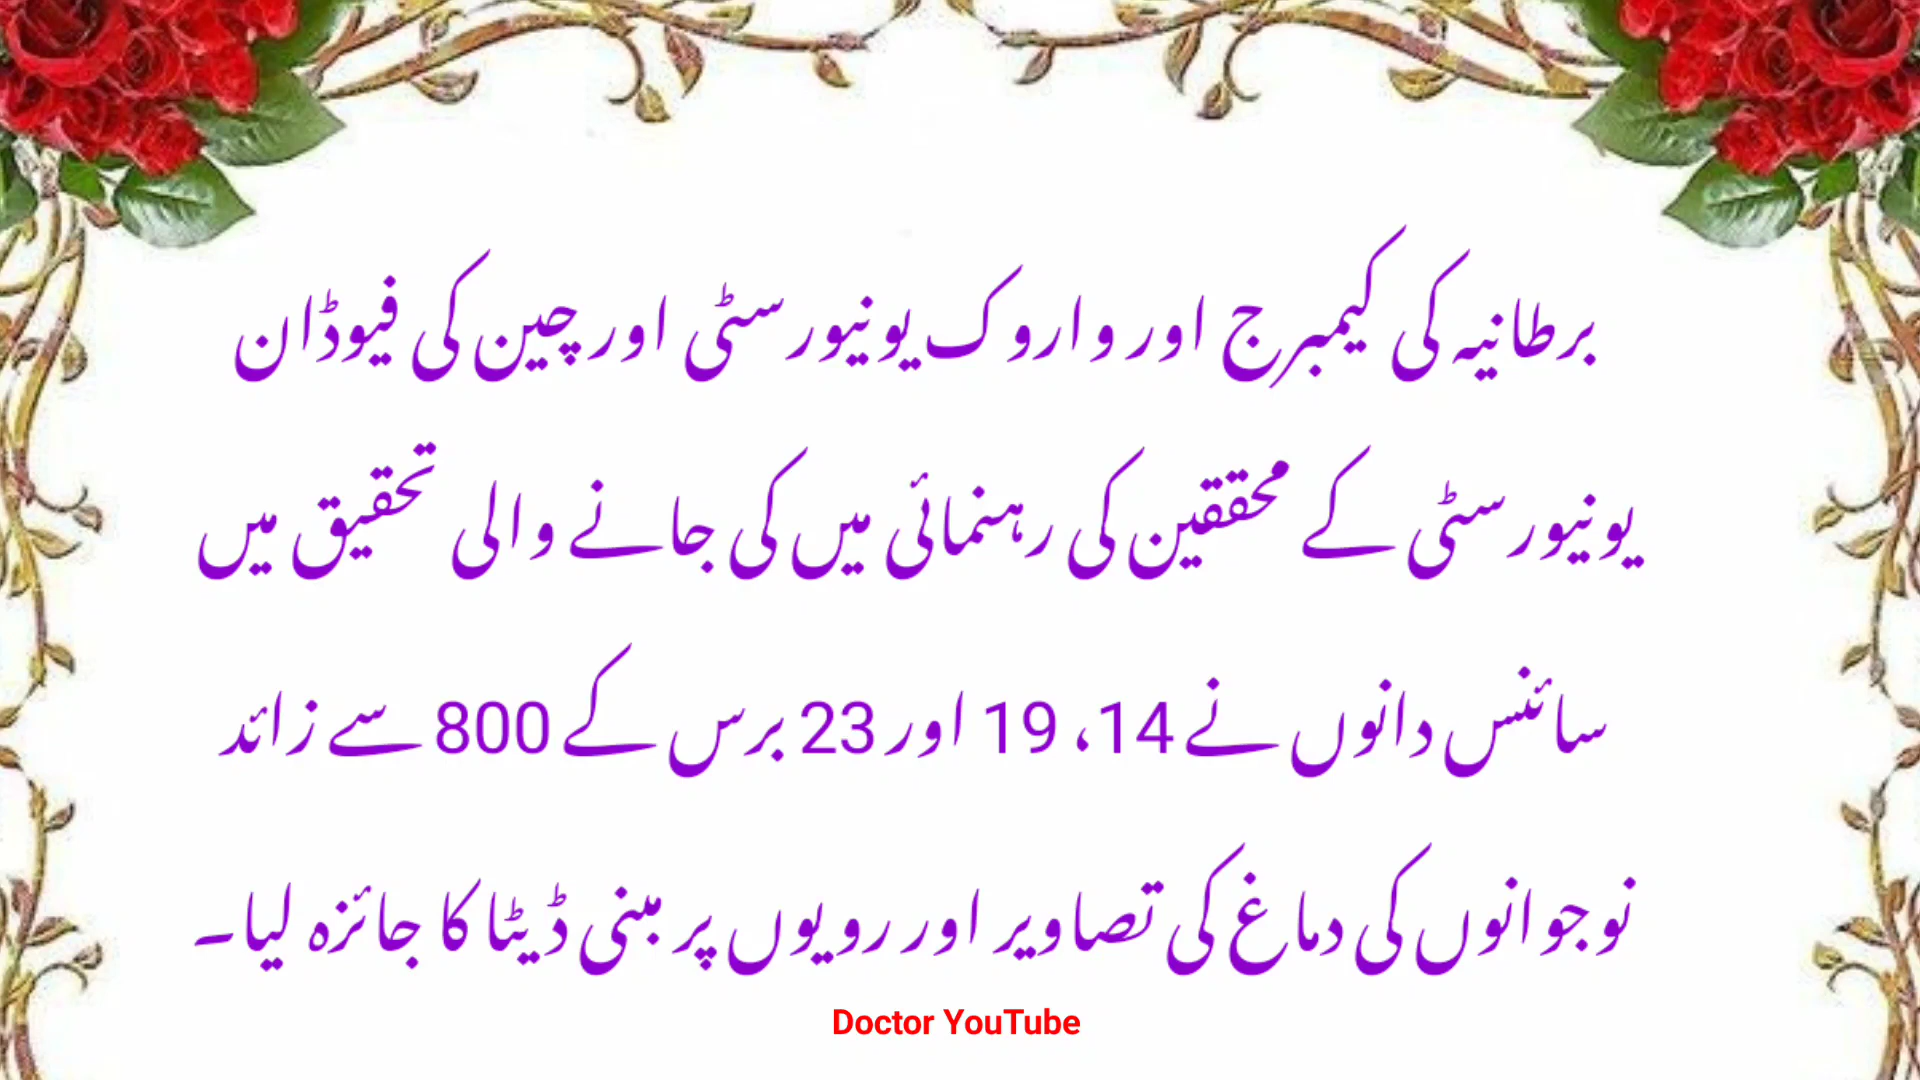 برطانیہ کی کیمبرج اور واروک یونیورسٹی اور چین کی فیوڈان
یونیورسٹی کے محققین کی رہنمائی میں کی جانے والی تحقیق میں
سائنس دانوں نے 14، 19 اور 23 برس کے 800 سے زائد
نوجوانوں کی دماغ کی تصاویر اور رویوں پر مبنی ڈیٹا کا جائزہ لیا۔
Doctor YouTube